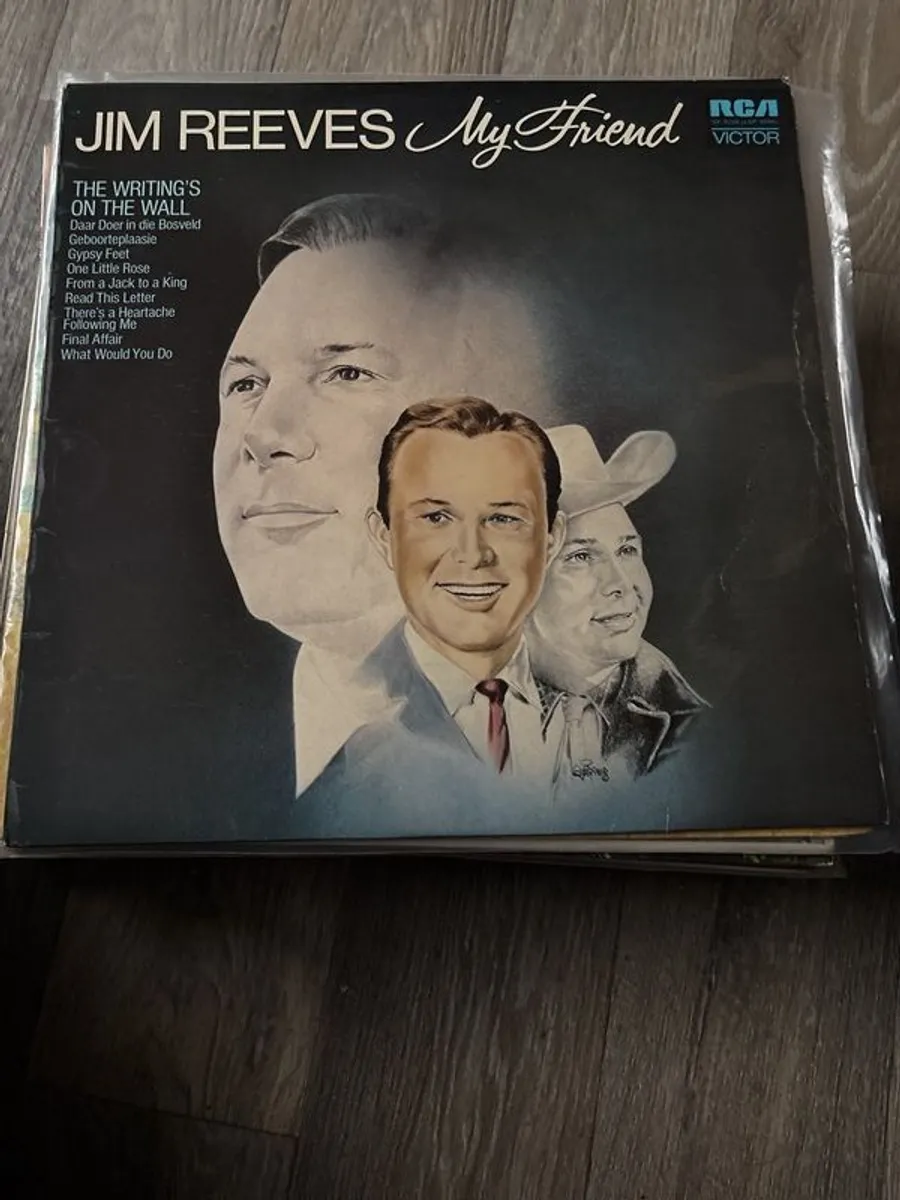 JIM REEVES My Friend
RCA
VICTOR
THE WRITING'S
ON THE WALL
Daar Doer in die Bosveld
Geboorteplaasie
Gypsy Feet
One Little Rose
From a Jack to a King
Read This Letter
There's a Heartache
Following Me
Final Affair
What Would You Do